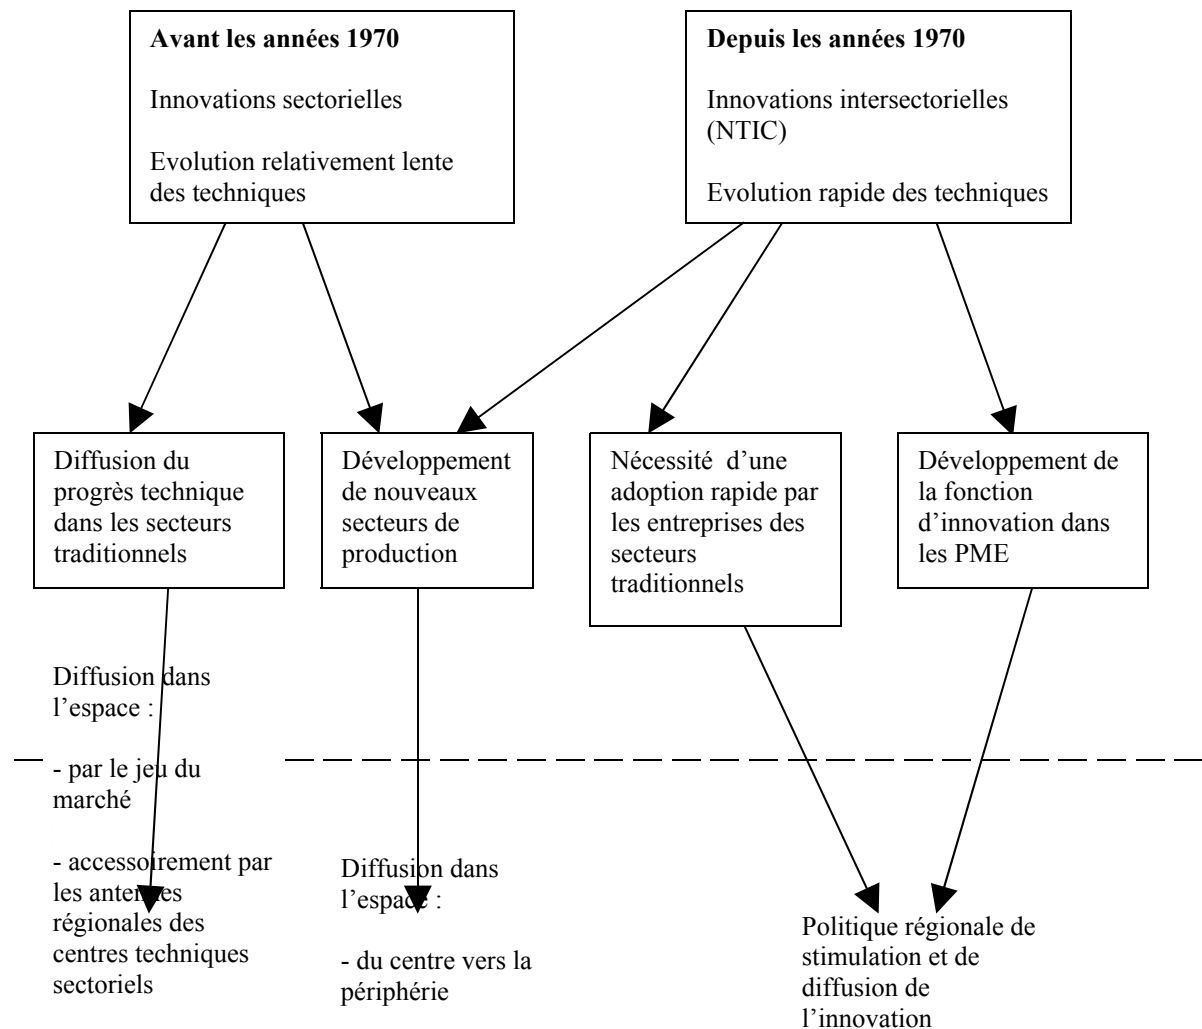 Avant les années 1970
Innovations sectorielles
Evolution relativement lente
des techniques
Depuis les années 1970
Innovations intersectorielles
(NTIC)
Evolution rapide des techniques
Diffusion du
progrès technique
dans les secteurs
traditionnels
Développement
de nouveaux
secteurs de
production
Nécessité d’une
adoption rapide par
les entreprises des
secteurs
traditionnels
Développement de
la fonction
d’innovation dans
les PME
Diffusion dans
l’espace :
- par le jeu du
marché
- accessoirement par
les antennes
régionales des
centres techniques
sectoriels
Diffusion dans
l’espace :
- du centre vers la
périphérie
Politique régionale de
stimulation et de
diffusion de
l’innovation